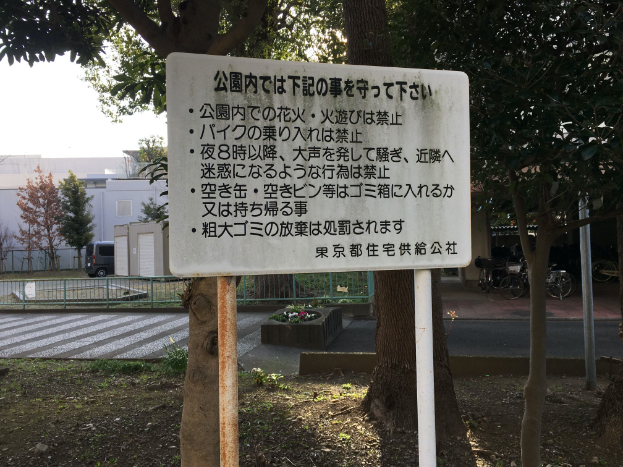 公園内では下記の事を守って下さい
・公園内での花火・火遊びは禁止
・バイクの乗り入れは禁止
・夜8時以降、大声を発して騒ぎ、近隣へ
迷惑になるような行為は禁止
・空き缶・空きビン等はゴミ箱に入れるか
又は持ち帰る事
・粗大ゴミの放棄は処罰されます
東京都住宅供給公社